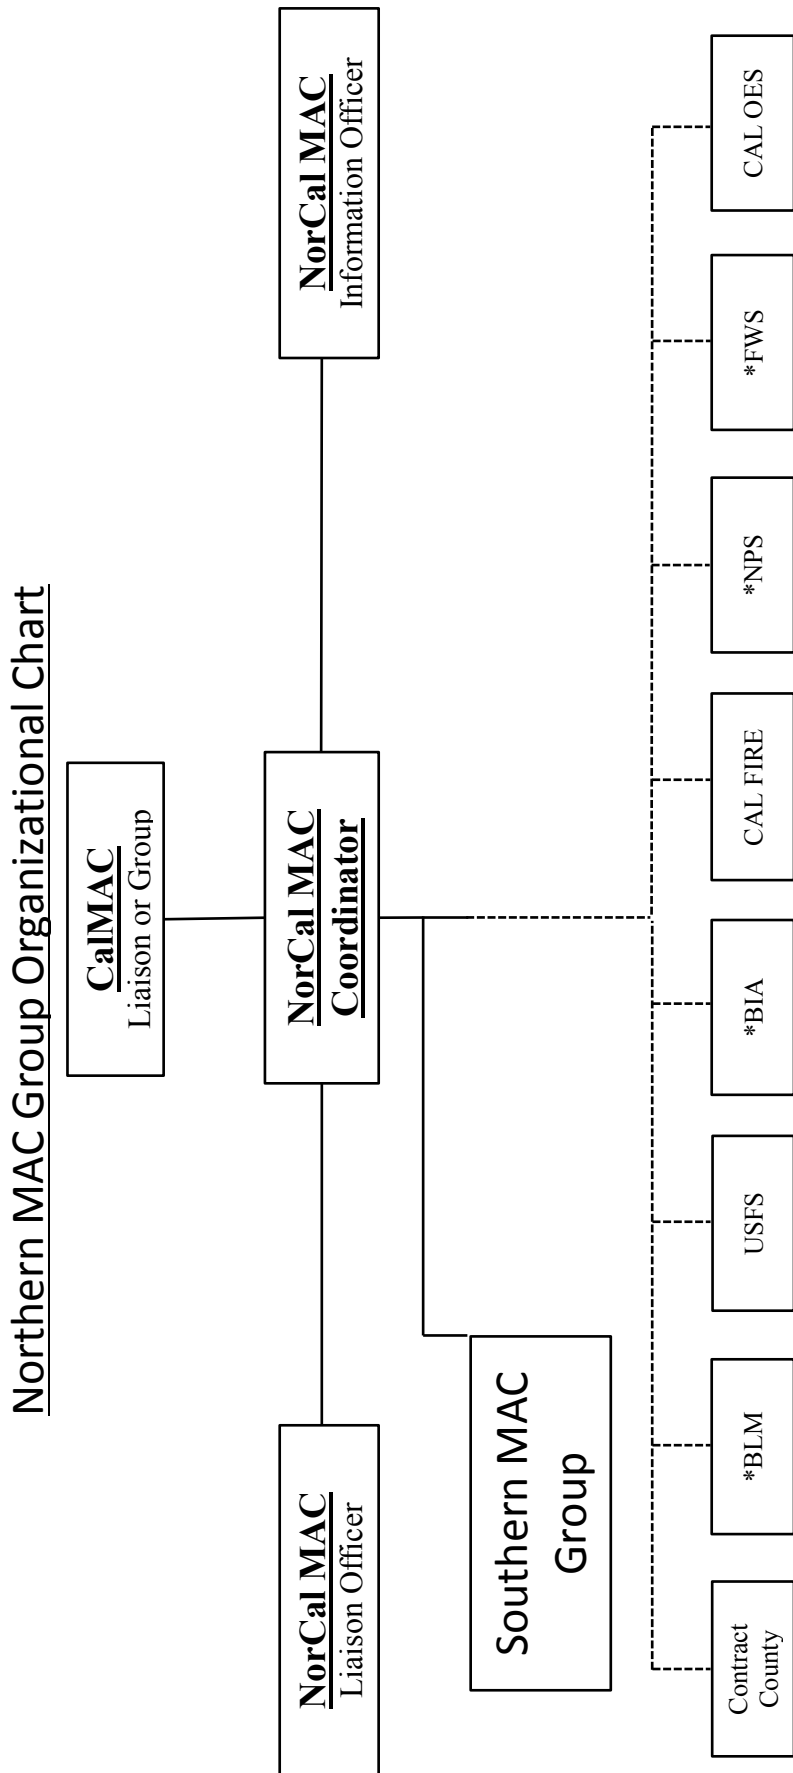 Northern MAC Group Organizational Chart
CalMAC
Liaison or Group
NorCal MAC
Liaison Officer
NorCal MAC
Coordinator
NorCal MAC
Information Officer
Southern MAC
Group
Contract
County
*BLM
USFS
*BIA
CAL FIRE
*NPS
*FWS
CAL OES